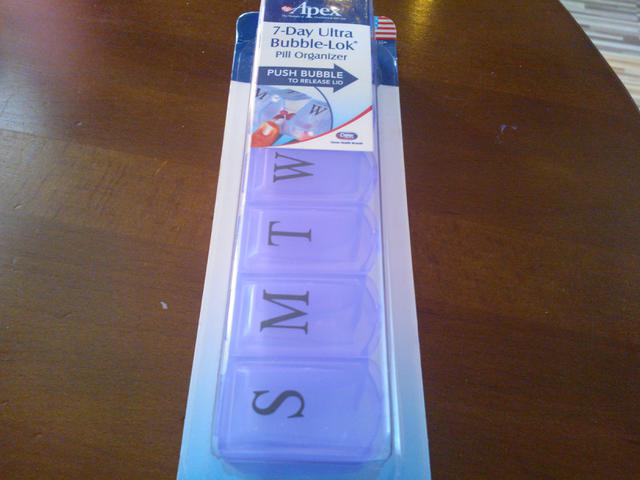 Apex
7-Day Ultra
Bubble-Lok®
Pill Organizer
PUSH BUBBLE
TO RELEASE LID
M T W
W
T
M
S